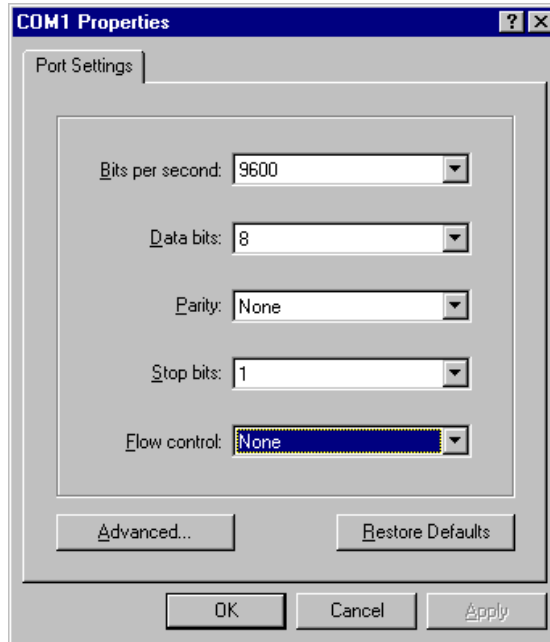 COM1 Properties
Port Settings
Bits per second: 9600
Data bits: 8
Parity: None
Stop bits: 1
Flow control: None
Advanced... Restore Defaults
OK Cancel Apply